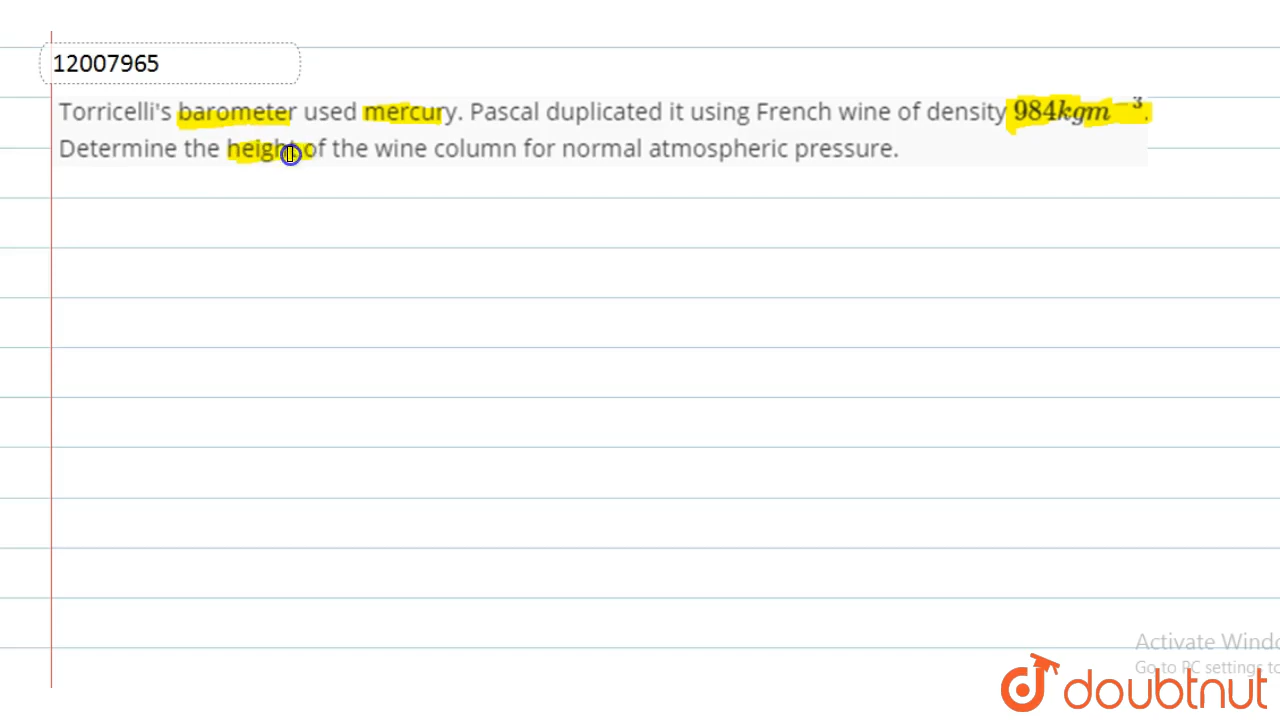 12007965
Torricelli's barometer used mercury. Pascal duplicated it using French wine of density 984kgm⁻³.
Determine the height of the wine column for normal atmospheric pressure.
Activate Windo
Go to PC settings to
doubtnut